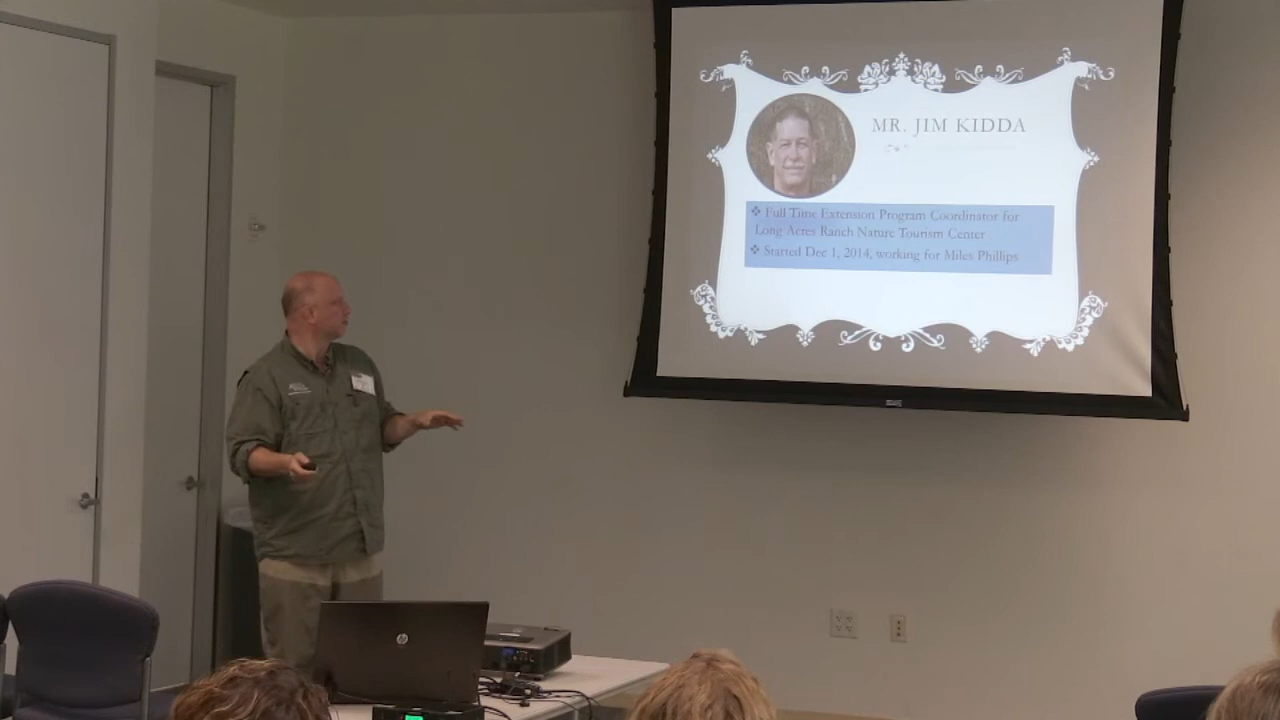 MR. JIM KIDDA
❖ Full Time Extension Program Coordinator for
Long Acres Ranch Nature Tourism Center
❖ Started Dec 1, 2014, working for Miles Phillips
hp